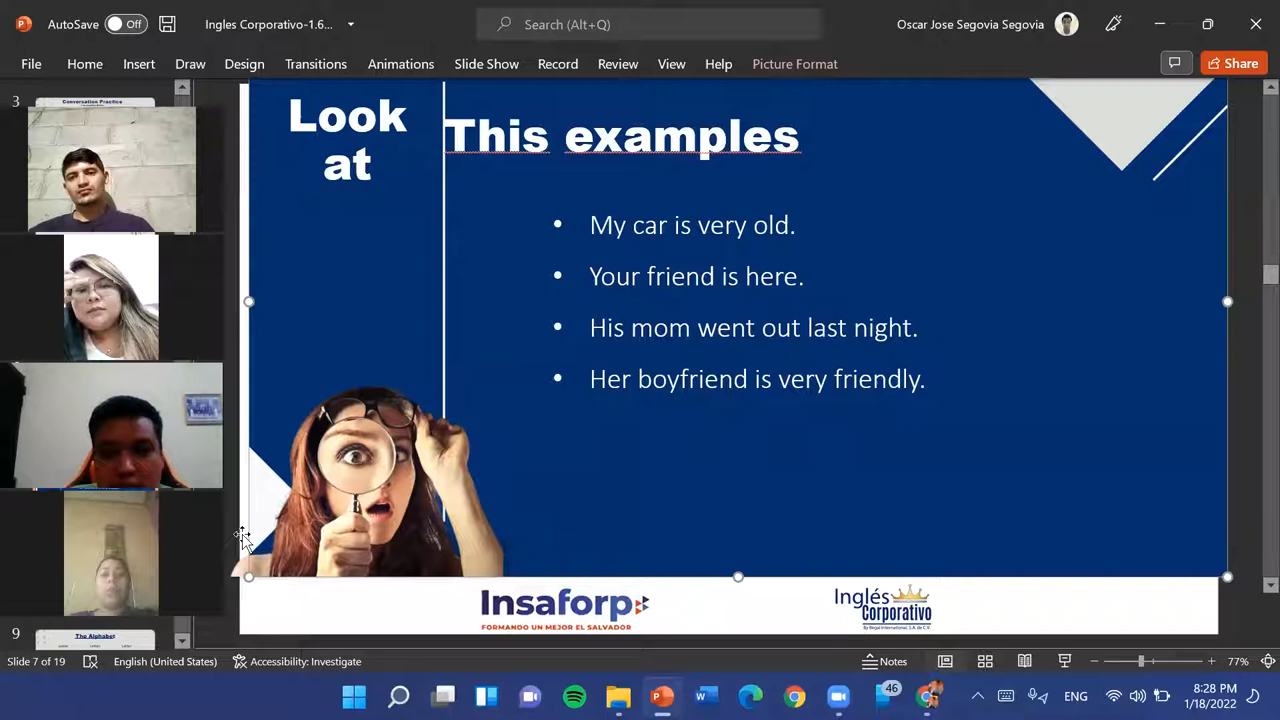 AutoSave Off Ingles Corporativo-1.6... Search (Alt+Q) Oscar Jose Segovia Segovia
File Home Insert Draw Design Transitions Animations Slide Show Record Review View Help Picture Format Share
3
Conversation Practice
Look
at
This examples
• My car is very old.
• Your friend is here.
• His mom went out last night.
• Her boyfriend is very friendly.
Insaforp
FORMANDO UN MEJOR EL SALVADOR
Inglés
Corporativo
9
The Alphabet
Slide 7 of 19 English (United States) Accessibility: Investigate Notes 77%
46
ENG
8:28 PM
1/18/2022